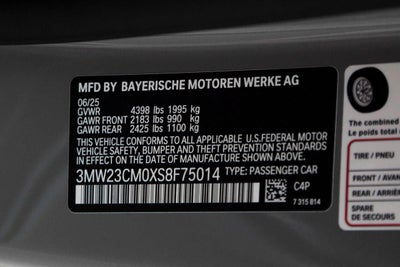 MFD BY BAYERISCHE MOTOREN WERKE AG
06/25
GVWR 4398 lbs 1995 kg
GAWR FRONT 2183 lbs 990 kg
GAWR REAR 2425 lbs 1100 kg
THIS VEHICLE CONFORMS TO ALL APPLICABLE U.S.FEDERAL MOTOR
VEHICLE SAFETY, BUMPER, AND THEFT PREVENTION STANDARDS
IN EFFECT ON THE DATE OF MANUFACTURE SHOWN ABOVE.
3MW23CM0XS8F75014 TYPE: PASSENGER CAR
C4P
7 315 814
The combined
Le poids total
TIRE / PNEU
FRONT / AVAN
REAR / ARRIÈR
SPARE
DE SECOURS